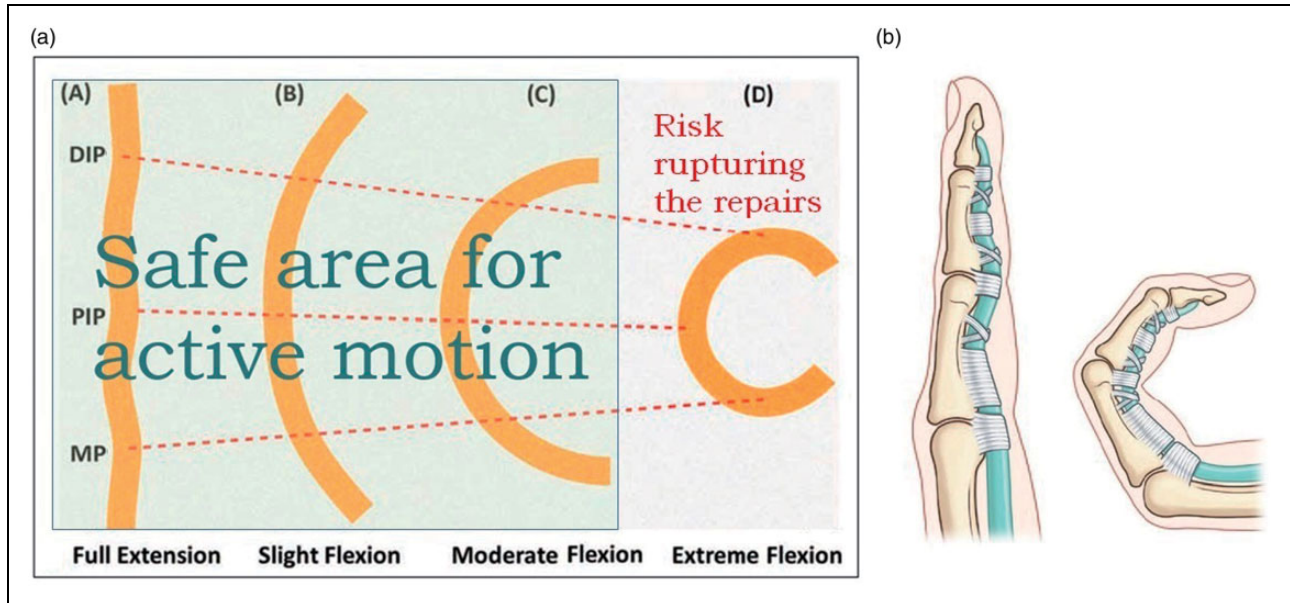 (a)
(b)
(A)
(B)
(C)
(D)
DIP
Risk
rupturing
the repairs
Safe area for
PIP
active motion
MP
Full Extension
Slight Flexion
Moderate Flexion
Extreme Flexion